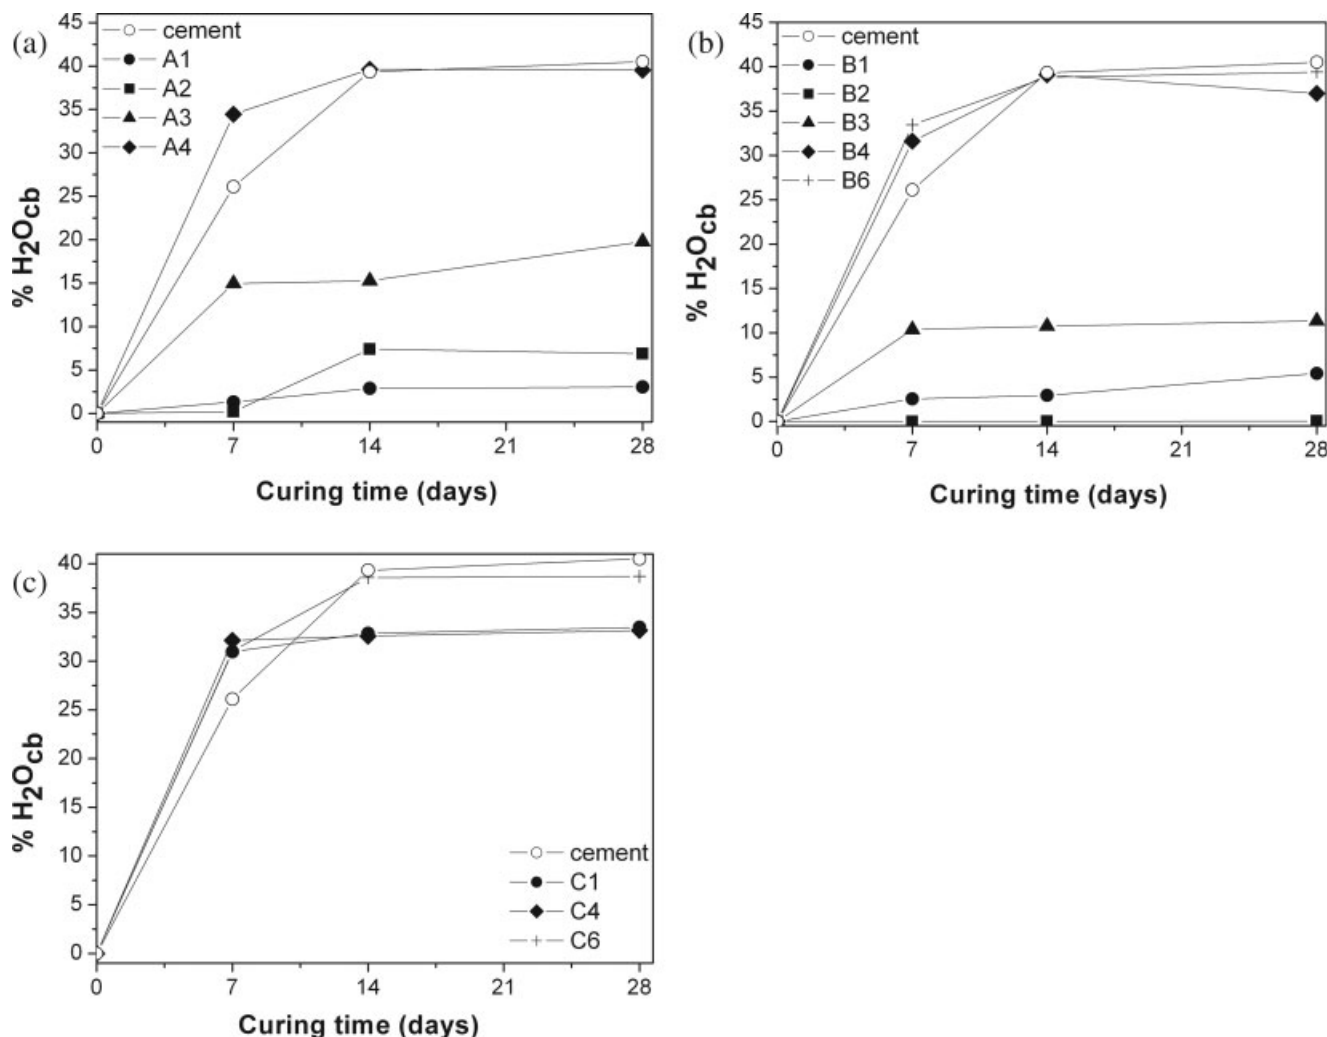 (a)
45
40
35
30
25
20
15
10
5
0
% H2Ocb
cement
A1
A2
A3
A4
0 7 14 21 28
Curing time (days)
(b)
45
40
35
30
25
20
15
10
5
0
% H2Ocb
cement
B1
B2
B3
B4
B6
0 7 14 21 28
Curing time (days)
(c)
40
35
30
25
20
15
10
5
0
% H2Ocb
cement
C1
C4
C6
0 7 14 21 28
Curing time (days)